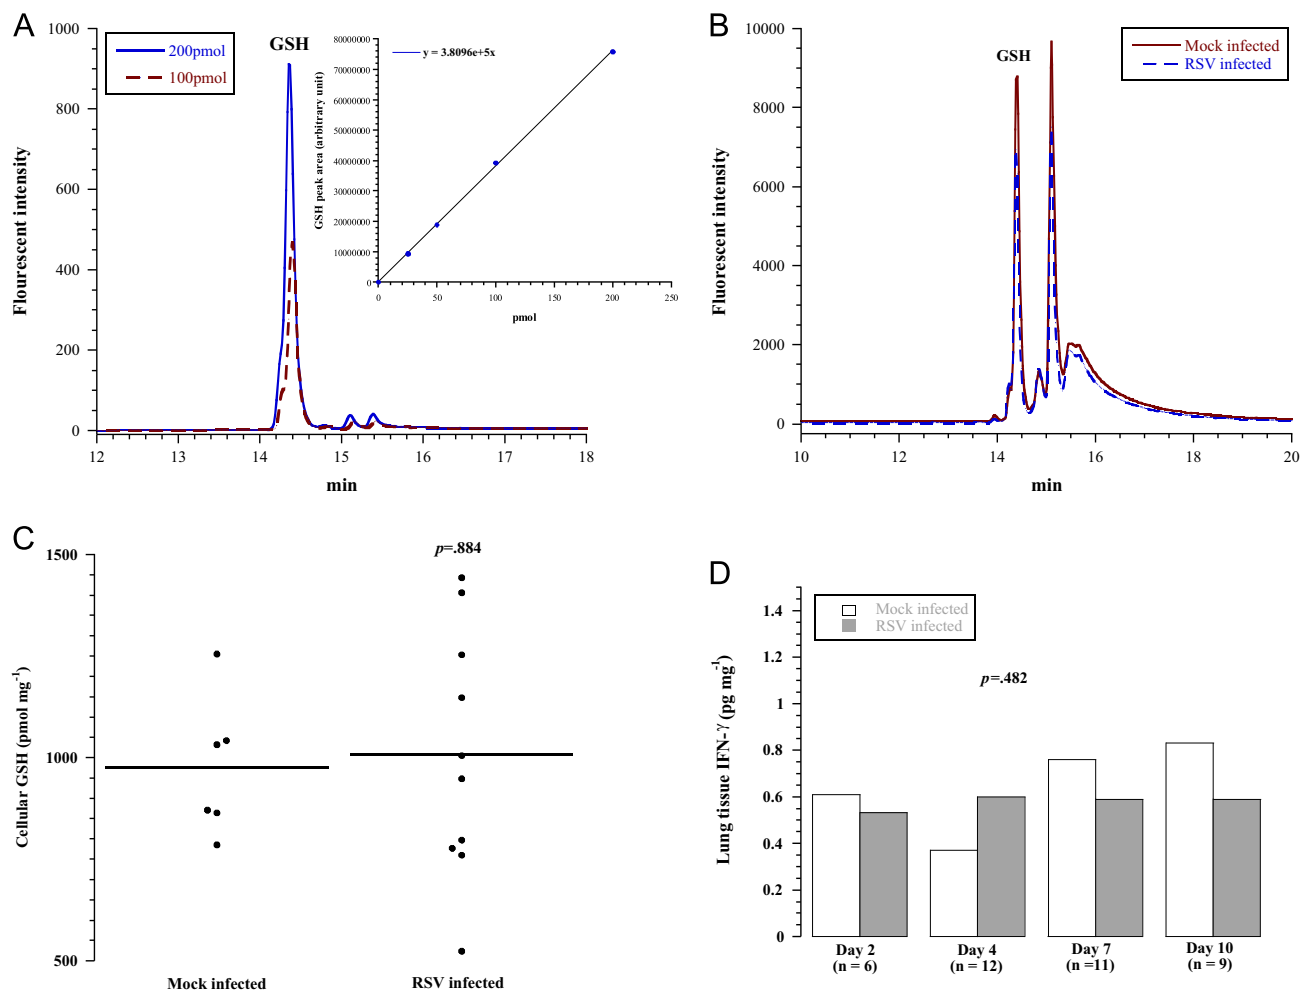 A
1000
800
600
400
200
0
Flourescent intensity
200pmol
100pmol
GSH
12
13
14
15
16
17
18
min
80000000
70000000
60000000
50000000
40000000
30000000
20000000
10000000
0
GSH peak area (arbitrary unit)
y = 3.8096e+5x
0
50
100
150
200
250
pmol
B
10000
8000
6000
4000
2000
0
Fluorescent intensity
GSH
Mock infected
RSV infected
10
12
14
16
18
20
min
C
1500
1000
500
Cellular GSH (pmol mg-1)
p=.884
Mock infected
RSV infected
D
1.4
1.2
1
0.8
0.6
0.4
0.2
0
Lung tissue IFN-γ (pg mg-1)
Mock infected
RSV infected
p=.482
Day 2
(n = 6)
Day 4
(n = 12)
Day 7
(n =11)
Day 10
(n = 9)